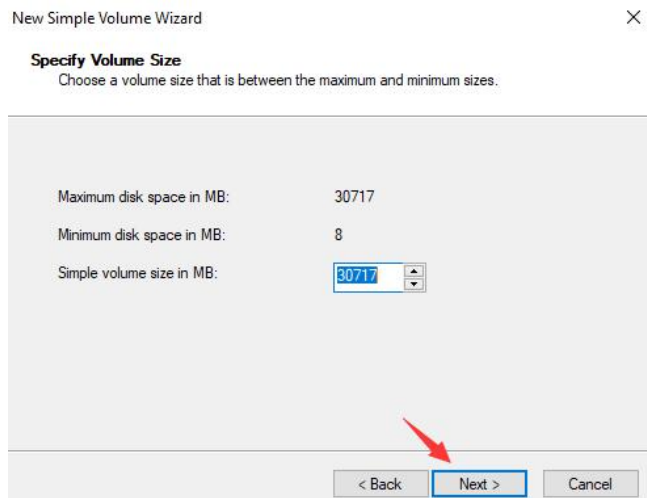 New Simple Volume Wizard
Specify Volume Size
Choose a volume size that is between the maximum and minimum sizes.
Maximum disk space in MB: 30717
Minimum disk space in MB: 8
Simple volume size in MB: 30717
< Back Next > Cancel